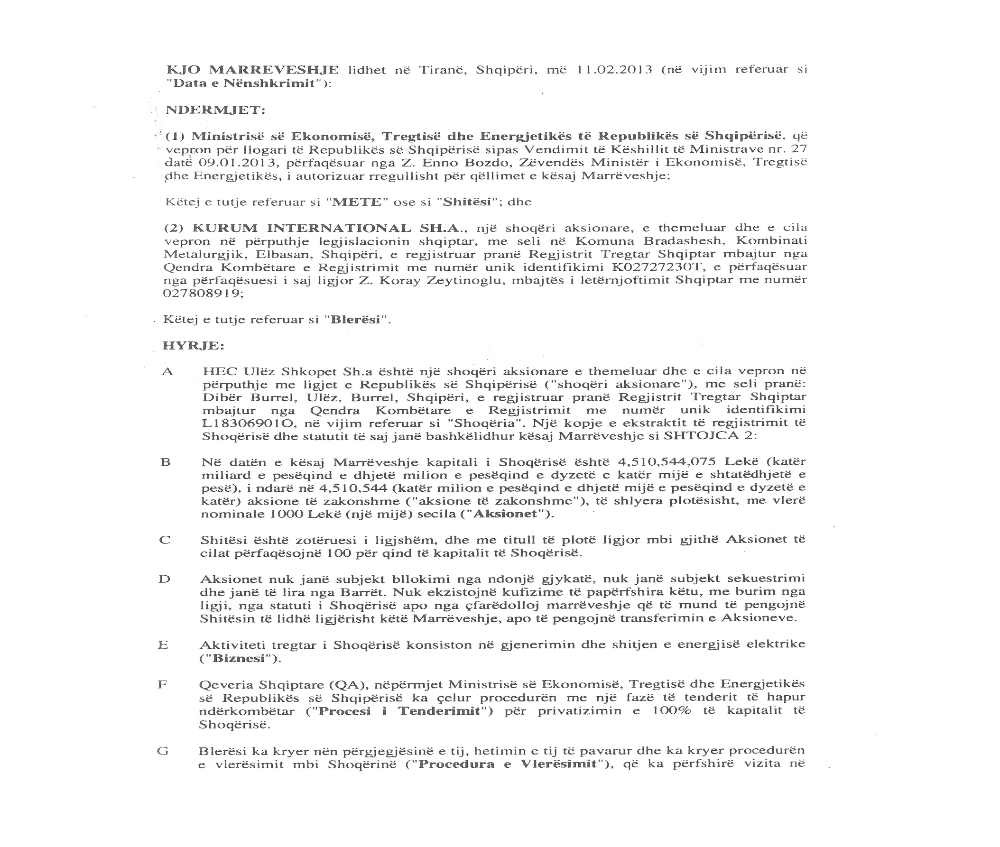 KJO MARREVESHJE lidhet në Tiranë, Shqipëri, më 11.02.2013 (në vijim referuar si
"Data e Nënshkrimit"):
NDERMJET:
(1) Ministrisë së Ekonomisë, Tregtisë dhe Energjetikës të Republikës së Shqipërisë. që
vepron për llogari të Republikës së Shqipërisë sipas Vendimit të Këshillit të Ministrave nr. 27
datë 09.01.2013, përfaqësuar nga Z. Enno Bozdo, Zëvendës Ministër i Ekonomisë, Tregtisë
dhe Energjetikës, i autorizuar rregullisht për qëllimet e kësaj Marrëveshje;
Këtej e tutje referuar si "METE" ose si "Shitësi"; dhe
(2) KURUM INTERNATIONAL SH.A., një shoqëri aksionare, e themeluar dhe e cila
vepron në përputhje legjislacionin shqiptar, me seli në Komuna Bradashesh, Kombinati
Metalurgjik, Elbasan, Shqipëri, e regjistruar pranë Regjistrit Tregtar Shqiptar mbajtur nga
Qendra Kombëtare e Regjistrimit me numër unik identifikimi K02727230T, e përfaqësuar
nga përfaqësuesi i saj ligjor Z. Koray Zeytinoglu, mbajtës i letërnjoftimit Shqiptar me numër
027808919;
Këtej e tutje referuar si "Blerësi".
HYRJE:
A HEC Ulëz Shkopet Sh.a është një shoqëri aksionare e themeluar dhe e cila vepron në
përputhje me ligjet e Republikës së Shqipërisë ("shoqëri aksionare"), me seli pranë:
Dibër Burrel, Ulëz, Burrel, Shqipëri, e regjistruar pranë Regjistrit Tregtar Shqiptar
mbajtur nga Qendra Kombëtare e Regjistrimit me numër unik identifikimi
L18306901O, në vijim referuar si "Shoqëria". Një kopje e ekstraktit të regjistrimit të
Shoqërisë dhe statutit të saj janë bashkëlidhur kësaj Marrëveshje si SHTOJCA 2:
B Në datën e kësaj Marrëveshje kapitali i Shoqërisë është 4,510,544,075 Lekë (katër
miliard e pesëqind e dhjetë milion e pesëqind e dyzetë e katër mijë e shtatëdhjetë e
pesë), i ndarë në 4,510,544 (katër milion e pesëqind e dhjetë mijë e pesëqind e dyzetë e
katër) aksione të zakonshme ("aksione të zakonshme"), të shlyera plotësisht, me vlerë
nominale 1000 Lekë (një mijë) secila ("Aksionet").
C Shitësi është zotëruesi i ligjshëm, dhe me titull të plotë ligjor mbi gjithë Aksionet të
cilat përfaqësojnë 100 për qind të kapitalit të Shoqërisë.
D Aksionet nuk janë subjekt bllokimi nga ndonjë gjykatë, nuk janë subjekt sekuestrimi
dhe janë të lira nga Barrët. Nuk ekzistojnë kufizime të papërfshira këtu, me burim nga
ligji, nga statuti i Shoqërisë apo nga çfarëdolloj marrëveshje që të mund të pengojnë
Shitësin të lidhë ligjërisht këtë Marrëveshje, apo të pengojnë transferimin e Aksioneve.
E Aktiviteti tregtar i Shoqërisë konsiston në gjenerimin dhe shitjen e energjisë elektrike
("Biznesi").
F Qeveria Shqiptare (QA), nëpërmjet Ministrisë së Ekonomisë, Tregtisë dhe Energjetikës
së Republikës së Shqipërisë ka çelur procedurën me një fazë të tenderit të hapur
ndërkombëtar ("Procesi i Tenderimit") për privatizimin e 100% të kapitalit të
Shoqërisë.
G Blerësi ka kryer nën përgjegjësinë e tij, hetimin e tij të pavarur dhe ka kryer procedurën
e vlerësimit mbi Shoqërinë ("Procedura e Vlerësimit"), që ka përfshirë vizita në